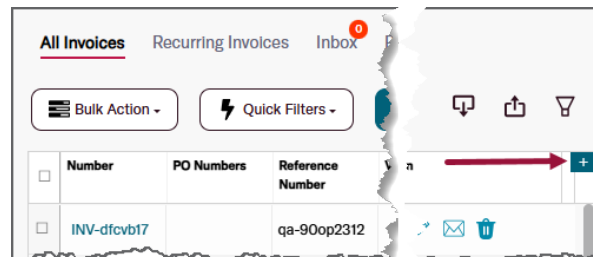 All Invoices Recurring Invoices Inbox 0
Bulk Action Quick Filters
Number PO Numbers Reference Number
+
INV-dfcvb17 qa-90op2312